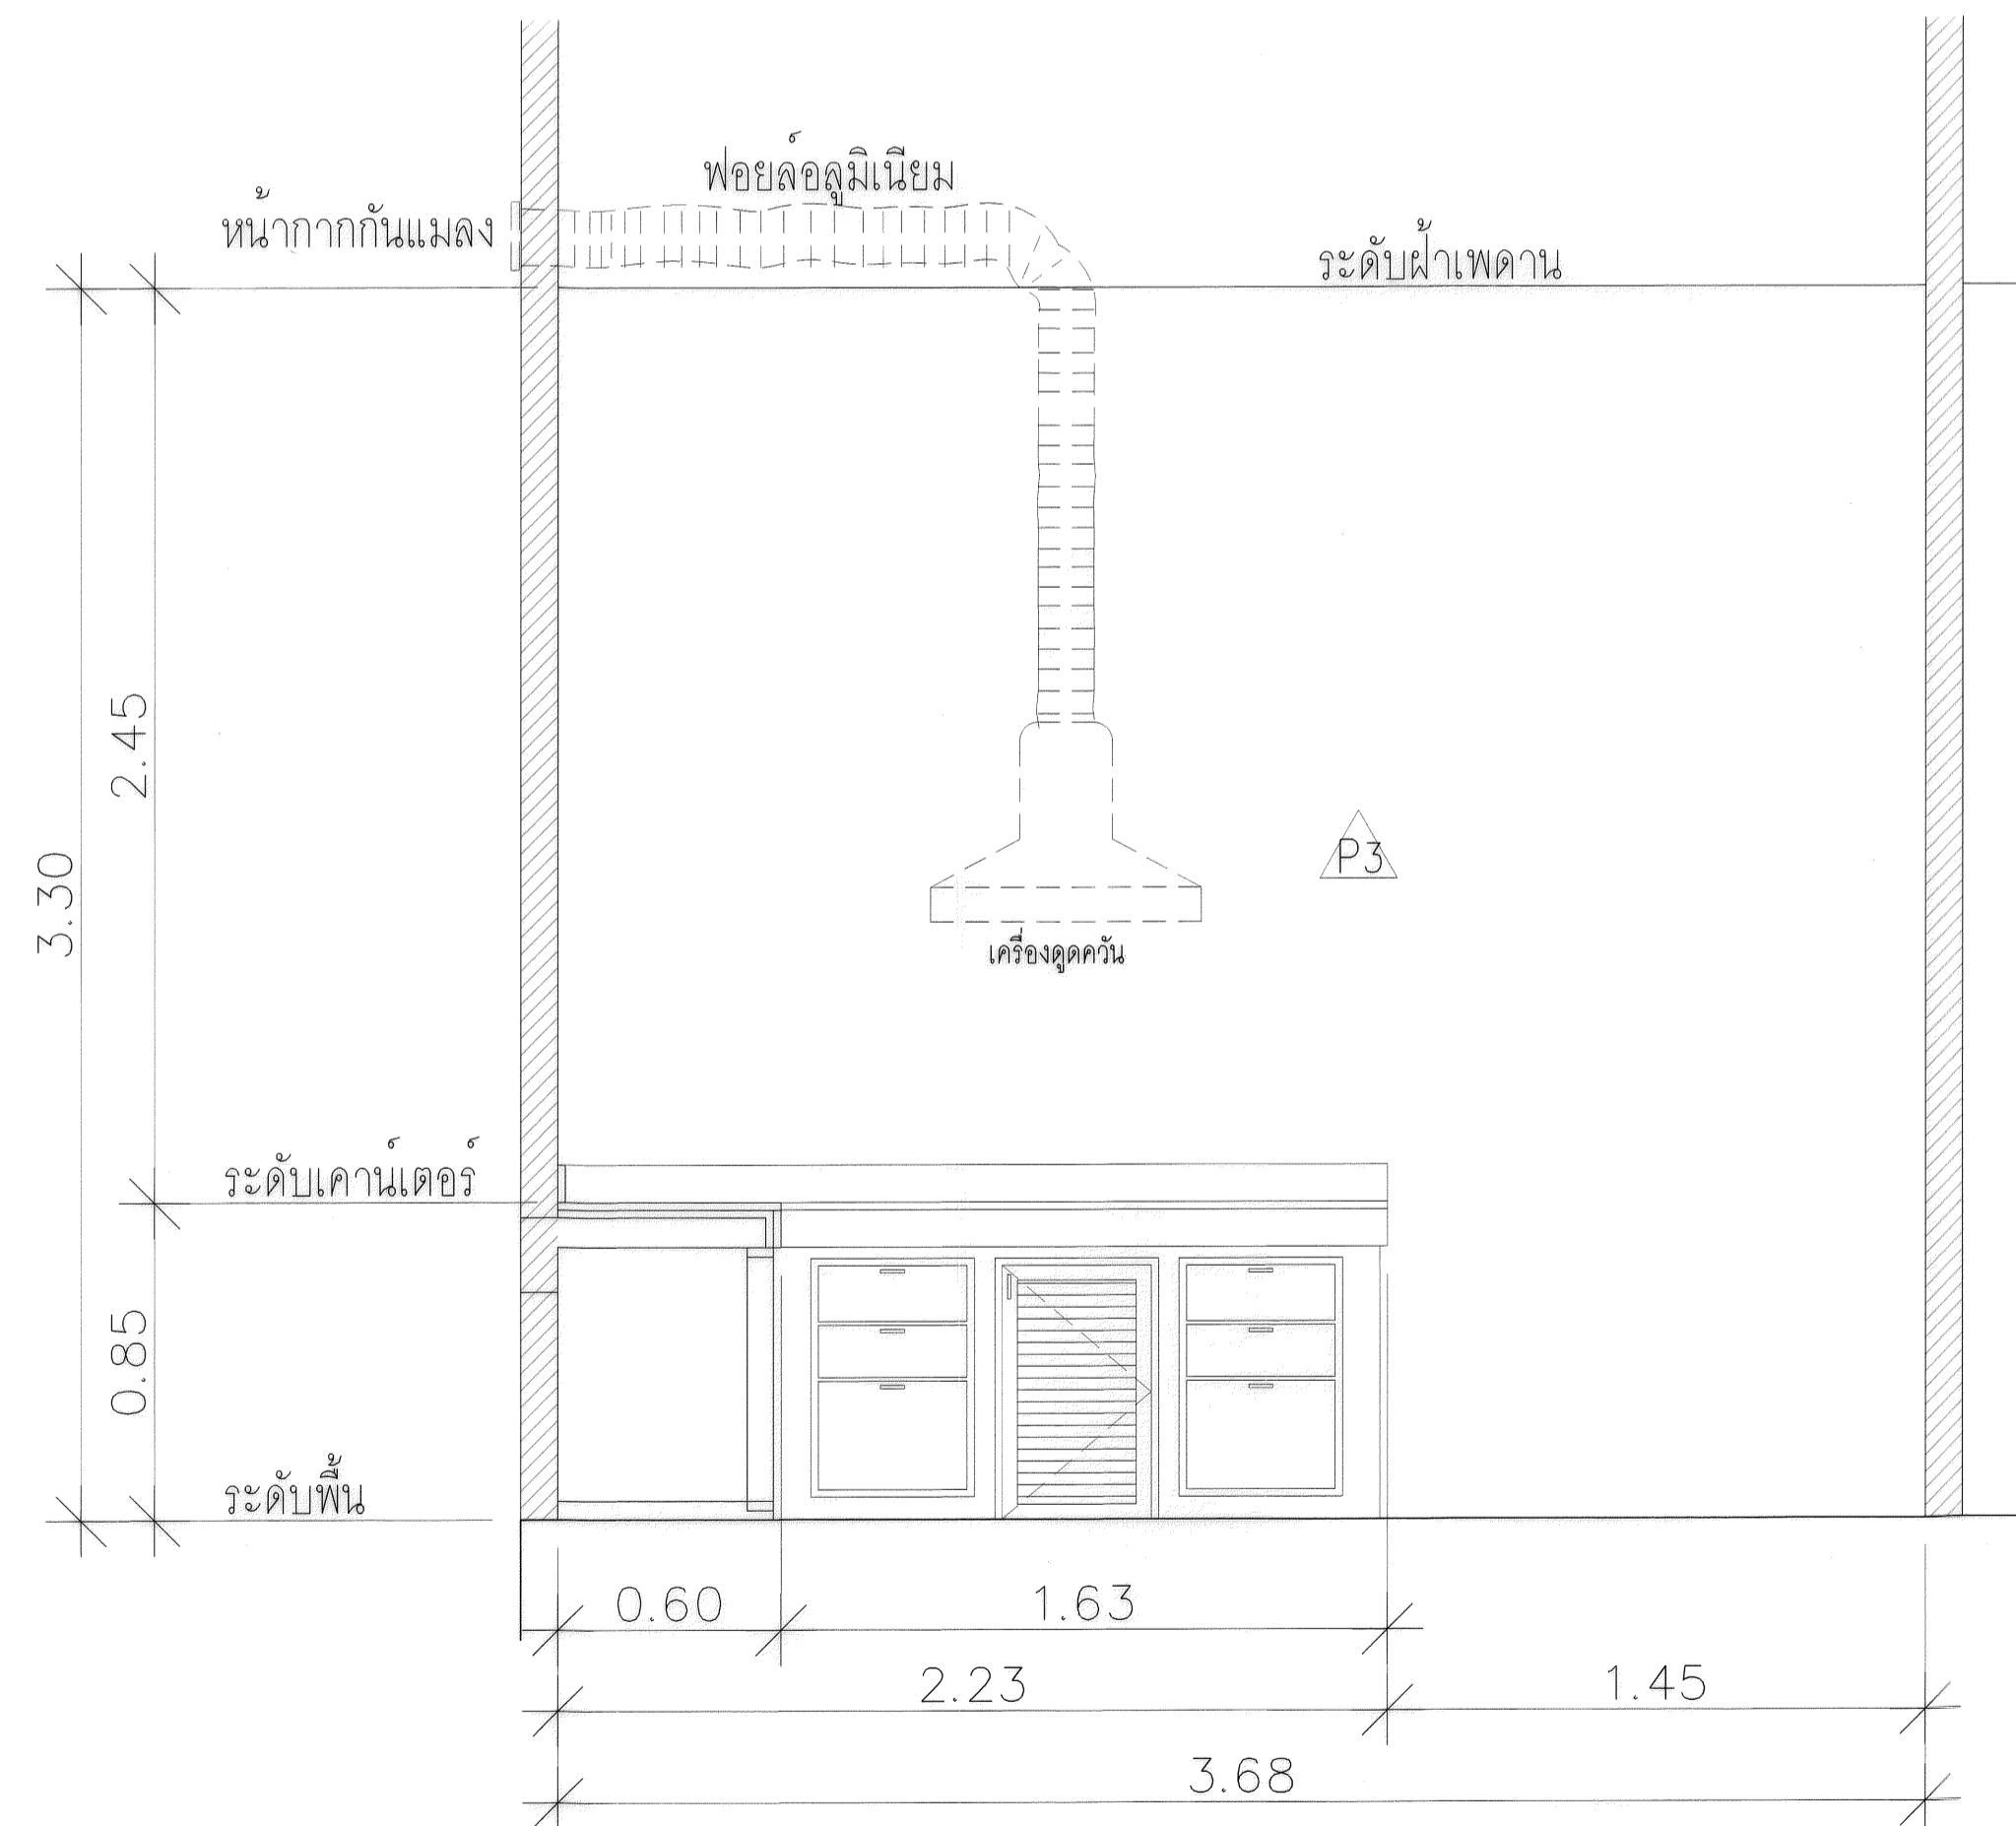 ฟอยล์อลูมิเนียม
หน้ากากกันแมลง
ระดับฝ้าเพดาน
2.45
3.30
P3
เครื่องดูดควัน
ระดับเคาน์เตอร์
0.85
ระดับพื้น
0.60
1.63
2.23
1.45
3.68